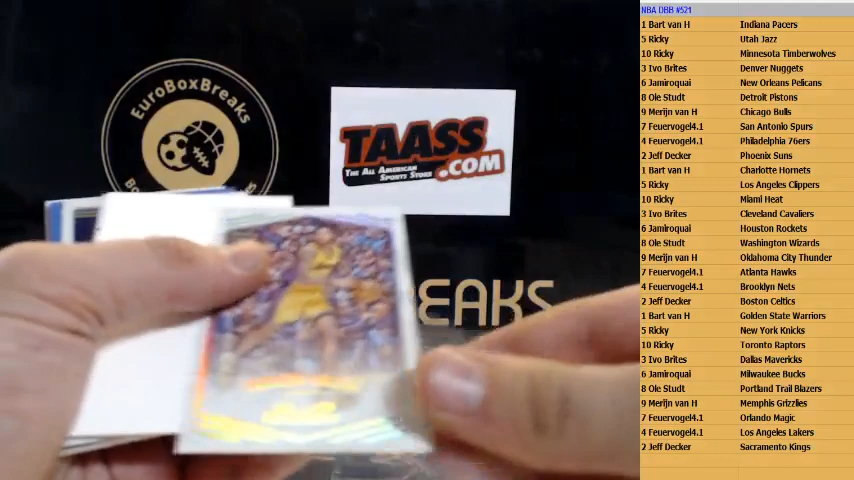 EuroBoxBreaks
TAASS
.COM
THE ALL AMERICAN
SPORTS STORE
REAKS
NBA DBB #521
1 Bart van H Indiana Pacers
5 Ricky Utah Jazz
10 Ricky Minnesota Timberwolves
3 Ivo Brites Denver Nuggets
6 Jamiroquai New Orleans Pelicans
8 Ole Studt Detroit Pistons
9 Merijn van H Chicago Bulls
7 Feuervogel4.1 San Antonio Spurs
4 Feuervogel4.1 Philadelphia 76ers
2 Jeff Decker Phoenix Suns
1 Bart van H Charlotte Hornets
5 Ricky Los Angeles Clippers
10 Ricky Miami Heat
3 Ivo Brites Cleveland Cavaliers
6 Jamiroquai Houston Rockets
8 Ole Studt Washington Wizards
9 Merijn van H Oklahoma City Thunder
7 Feuervogel4.1 Atlanta Hawks
4 Feuervogel4.1 Brooklyn Nets
2 Jeff Decker Boston Celtics
1 Bart van H Golden State Warriors
5 Ricky New York Knicks
10 Ricky Toronto Raptors
3 Ivo Brites Dallas Mavericks
6 Jamiroquai Milwaukee Bucks
8 Ole Studt Portland Trail Blazers
9 Merijn van H Memphis Grizzlies
7 Feuervogel4.1 Orlando Magic
4 Feuervogel4.1 Los Angeles Lakers
2 Jeff Decker Sacramento Kings